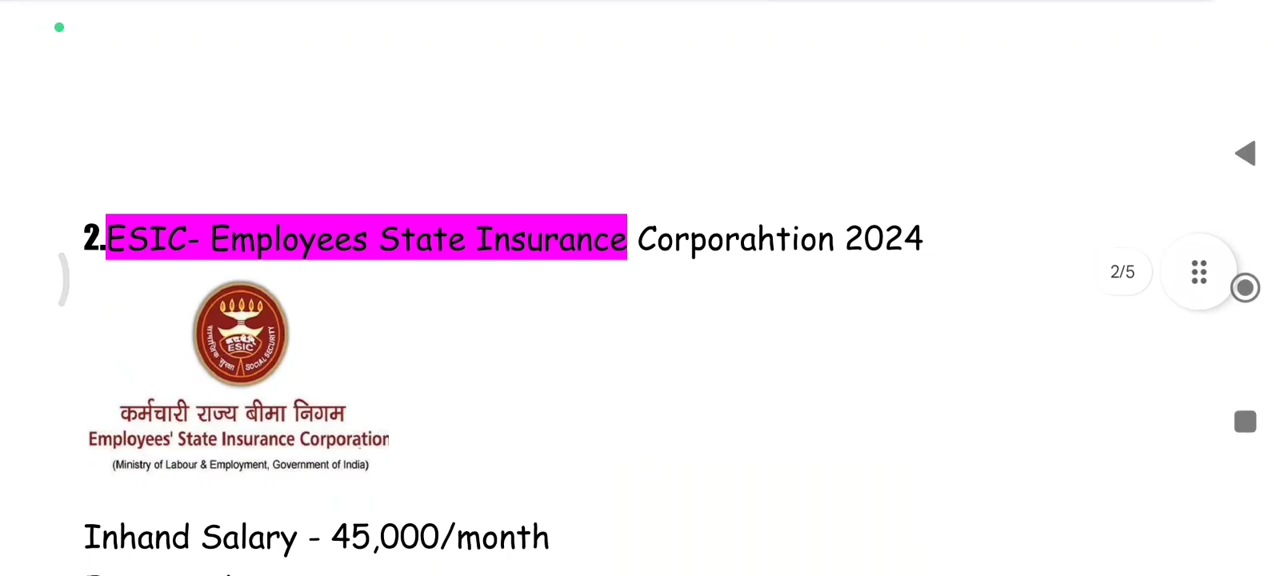 2.ESIC- Employees State Insurance Corporahtion 2024
2/5
सामाजिक सुरक्षा
ESIC
SOCIAL SECURITY
कर्मचारी राज्य बीमा निगम
Employees' State Insurance Corporation
(Ministry of Labour & Employment, Government of India)
Inhand Salary - 45,000/month